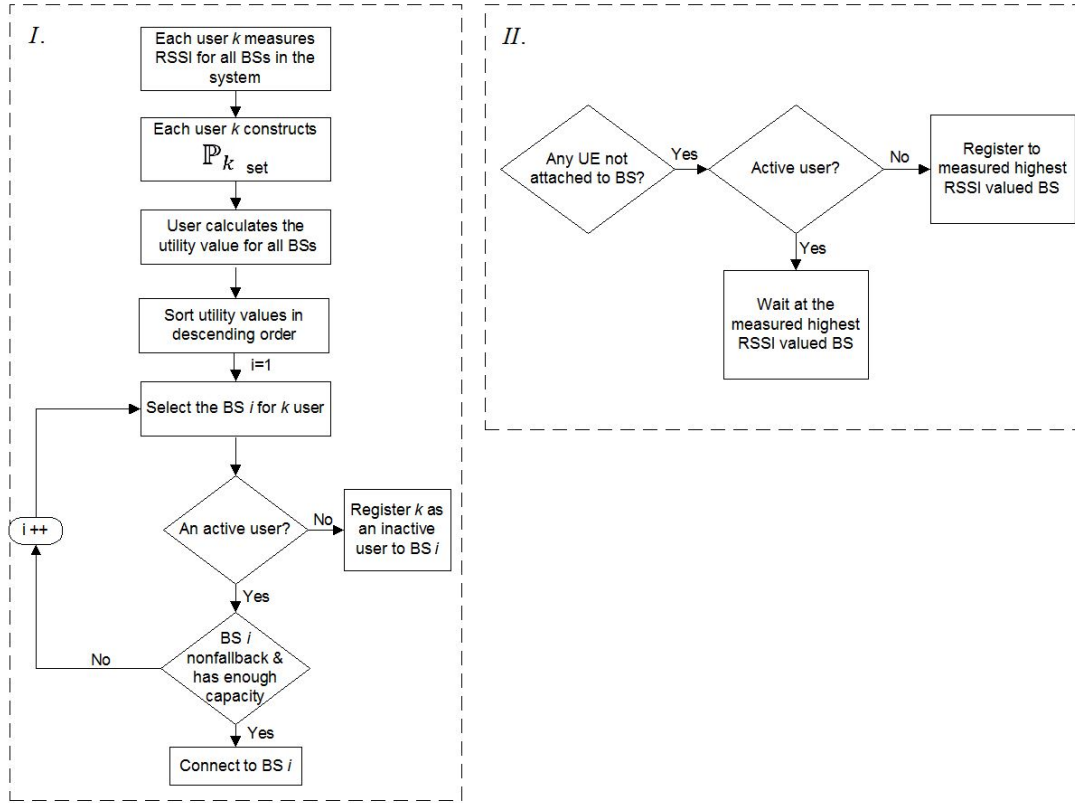 I.
Each user k measures
RSSI for all BSs in the
system
Each user k constructs
ℙk set
User calculates the
utility value for all BSs
Sort utility values in
descending order
i=1
Select the BS i for k user
An active user?
No
Register k as
an inactive
user to BS i
i ++
Yes
BS i
nonfallback &
has enough
capacity
No
Yes
Connect to BS i
II.
Any UE not
attached to BS?
Yes
Active user?
No
Register to
measured highest
RSSI valued BS
Yes
Wait at the
measured highest
RSSI valued BS